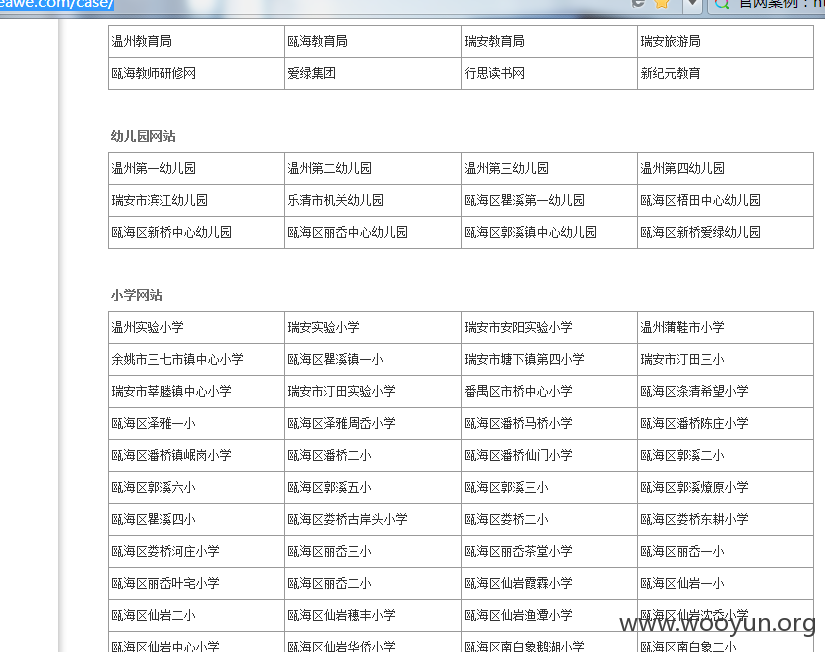 eawe.com/case/ 官网案例：ht
温州教育局 瓯海教育局 瑞安教育局 瑞安旅游局
瓯海教师研修网 爱绿集团 行思读书网 新纪元教育
幼儿园网站
温州第一幼儿园 温州第二幼儿园 温州第三幼儿园 温州第四幼儿园
瑞安市滨江幼儿园 乐清市机关幼儿园 瓯海区瞿溪第一幼儿园 瓯海区梧田中心幼儿园
瓯海区新桥中心幼儿园 瓯海区丽岙中心幼儿园 瓯海区郭溪镇中心幼儿园 瓯海区新桥爱绿幼儿园
小学网站
温州实验小学 瑞安实验小学 瑞安市安阳实验小学 温州蒲鞋市小学
余姚市三七市镇中心小学 瓯海区瞿溪镇一小 瑞安市塘下镇第四小学 瑞安市汀田三小
瑞安市莘塍镇中心小学 瑞安市汀田实验小学 番禺区市桥中心小学 瓯海区涤清希望小学
瓯海区泽雅一小 瓯海区泽雅周岙小学 瓯海区潘桥马桥小学 瓯海区潘桥陈庄小学
瓯海区潘桥镇岷岗小学 瓯海区潘桥二小 瓯海区潘桥仙门小学 瓯海区郭溪二小
瓯海区郭溪六小 瓯海区郭溪五小 瓯海区郭溪三小 瓯海区郭溪燎原小学
瓯海区瞿溪四小 瓯海区娄桥古岸头小学 瓯海区娄桥二小 瓯海区娄桥东耕小学
瓯海区娄桥河庄小学 瓯海区丽岙三小 瓯海区丽岙茶堂小学 瓯海区丽岙一小
瓯海区丽岙叶宅小学 瓯海区丽岙二小 瓯海区仙岩霞霖小学 瓯海区仙岩一小
瓯海区仙岩二小 瓯海区仙岩穗丰小学 瓯海区仙岩渔潭小学 瓯海区仙岩沈岙小学
www.wooyun.org
瓯海区仙岩中心小学 瓯海区仙岩华侨小学 瓯海区南白象鹅湖小学 瓯海区南白象二小